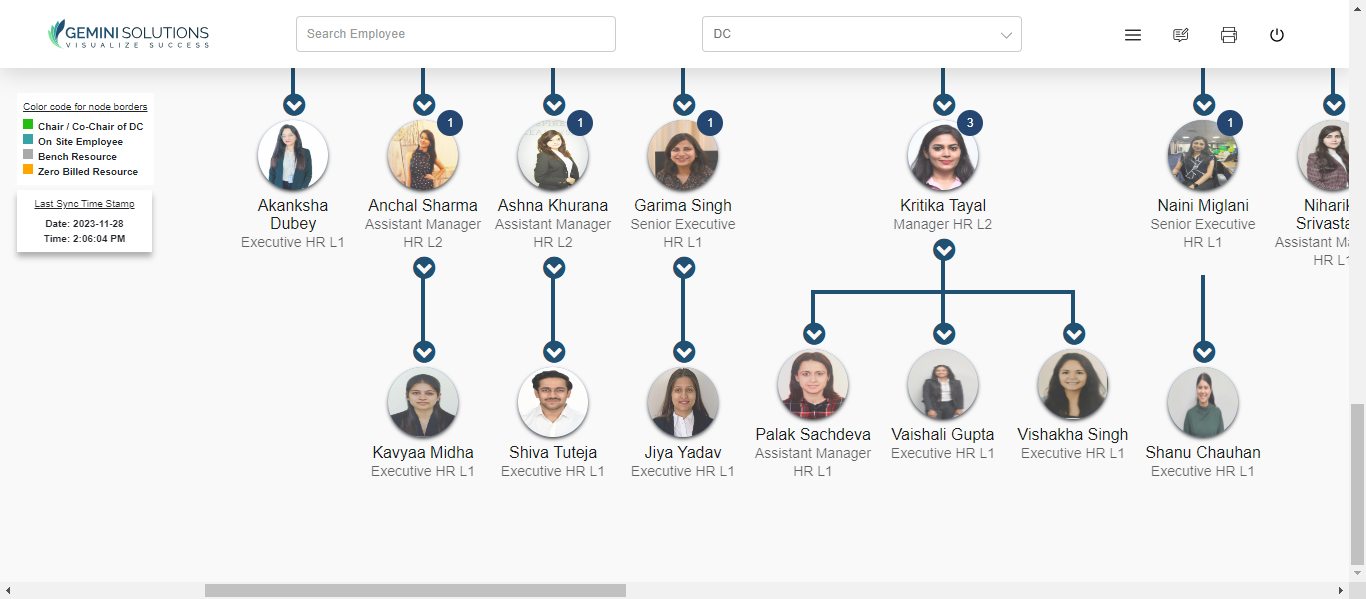 GEMINI SOLUTIONS
VISUALIZE SUCCESS
Search Employee
DC
Color code for node borders
Chair / Co-Chair of DC
On Site Employee
Bench Resource
Zero Billed Resource
Last Sync Time Stamp
Date: 2023-11-28
Time: 2:06:04 PM
Akanksha
Dubey
Executive HR L1
1
Anchal Sharma
Assistant Manager
HR L2
1
Ashna Khurana
Assistant Manager
HR L2
1
Garima Singh
Senior Executive
HR L1
3
Kritika Tayal
Manager HR L2
1
Naini Miglani
Senior Executive
HR L1
Niharik
Srivasta
Assistant Ma
HR L1
Kavyaa Midha
Executive HR L1
Shiva Tuteja
Executive HR L1
Jiya Yadav
Executive HR L1
Palak Sachdeva
Assistant Manager
HR L1
Vaishali Gupta
Executive HR L1
Vishakha Singh
Executive HR L1
Shanu Chauhan
Executive HR L1